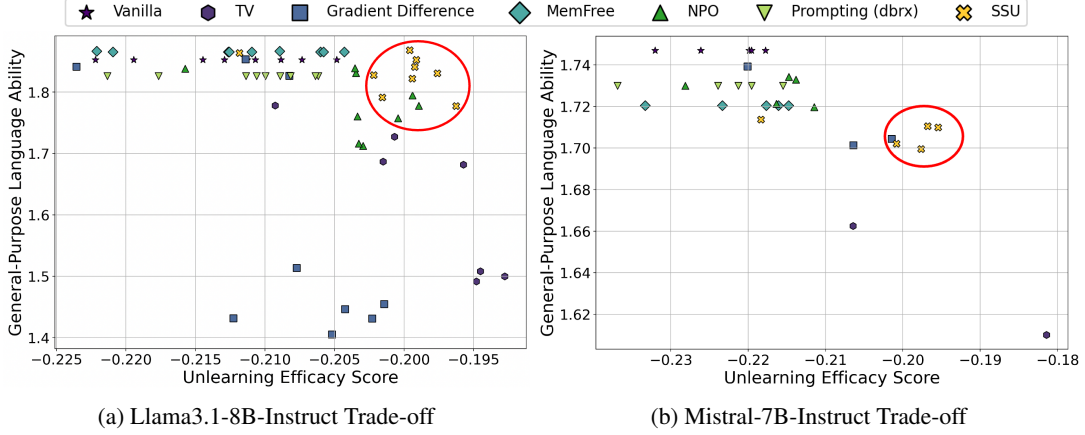 Vanilla TV Gradient Difference MemFree NPO Prompting (dbrx) SSU
General-Purpose Language Ability
1.8
1.7
1.6
1.5
1.4
−0.225 −0.220 −0.215 −0.210 −0.205 −0.200 −0.195
Unlearning Efficacy Score
(a) Llama3.1-8B-Instruct Trade-off
General-Purpose Language Ability
1.74
1.72
1.70
1.68
1.66
1.64
1.62
−0.23 −0.22 −0.21 −0.20 −0.19 −0.18
Unlearning Efficacy Score
(b) Mistral-7B-Instruct Trade-off